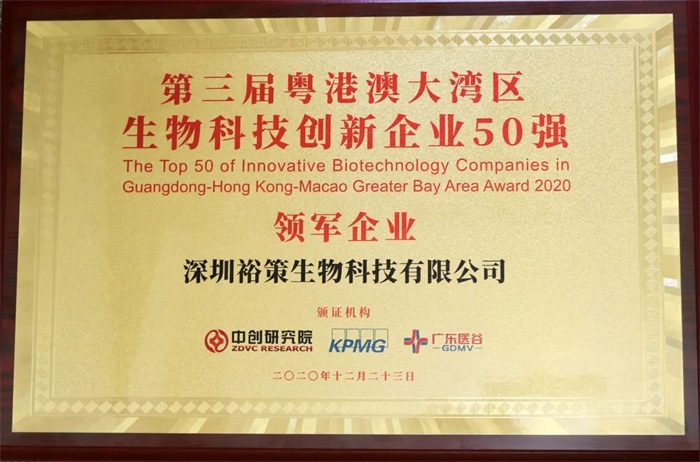 第三届粤港澳大湾区
生物科技创新企业50强
The Top 50 of Innovative Biotechnology Companies in
Guangdong-Hong Kong-Macao Greater Bay Area Award 2020
领军企业
深圳裕策生物科技有限公司
颁证机构
中创研究院 KPMG 广东医谷
ZDVC RESEARCH GDMV
二〇二〇年十二月二十三日